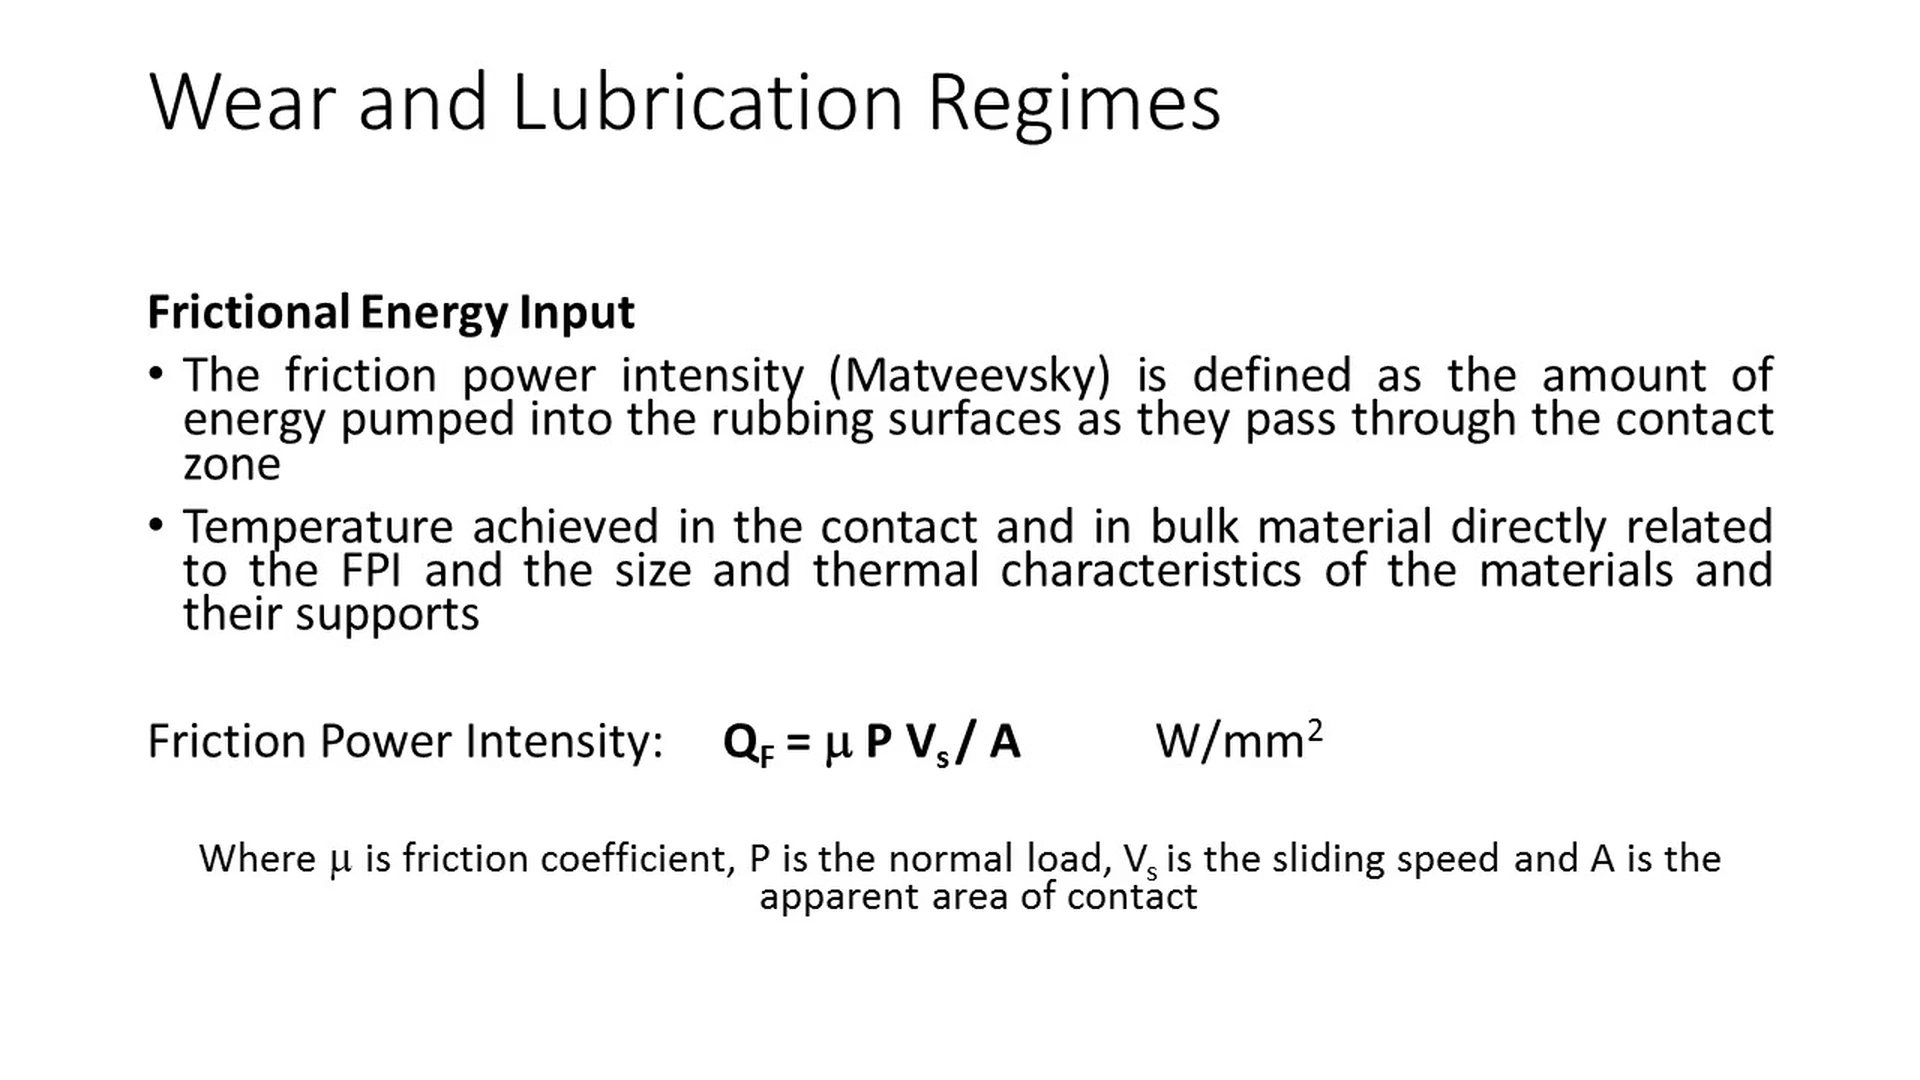 Wear and Lubrication Regimes
Frictional Energy Input
• The friction power intensity (Matveevsky) is defined as the amount of
energy pumped into the rubbing surfaces as they pass through the contact
zone
• Temperature achieved in the contact and in bulk material directly related
to the FPI and the size and thermal characteristics of the materials and
their supports
Friction Power Intensity: Q_F = μ P V_s / A W/mm²
Where μ is friction coefficient, P is the normal load, V_s is the sliding speed and A is the
apparent area of contact